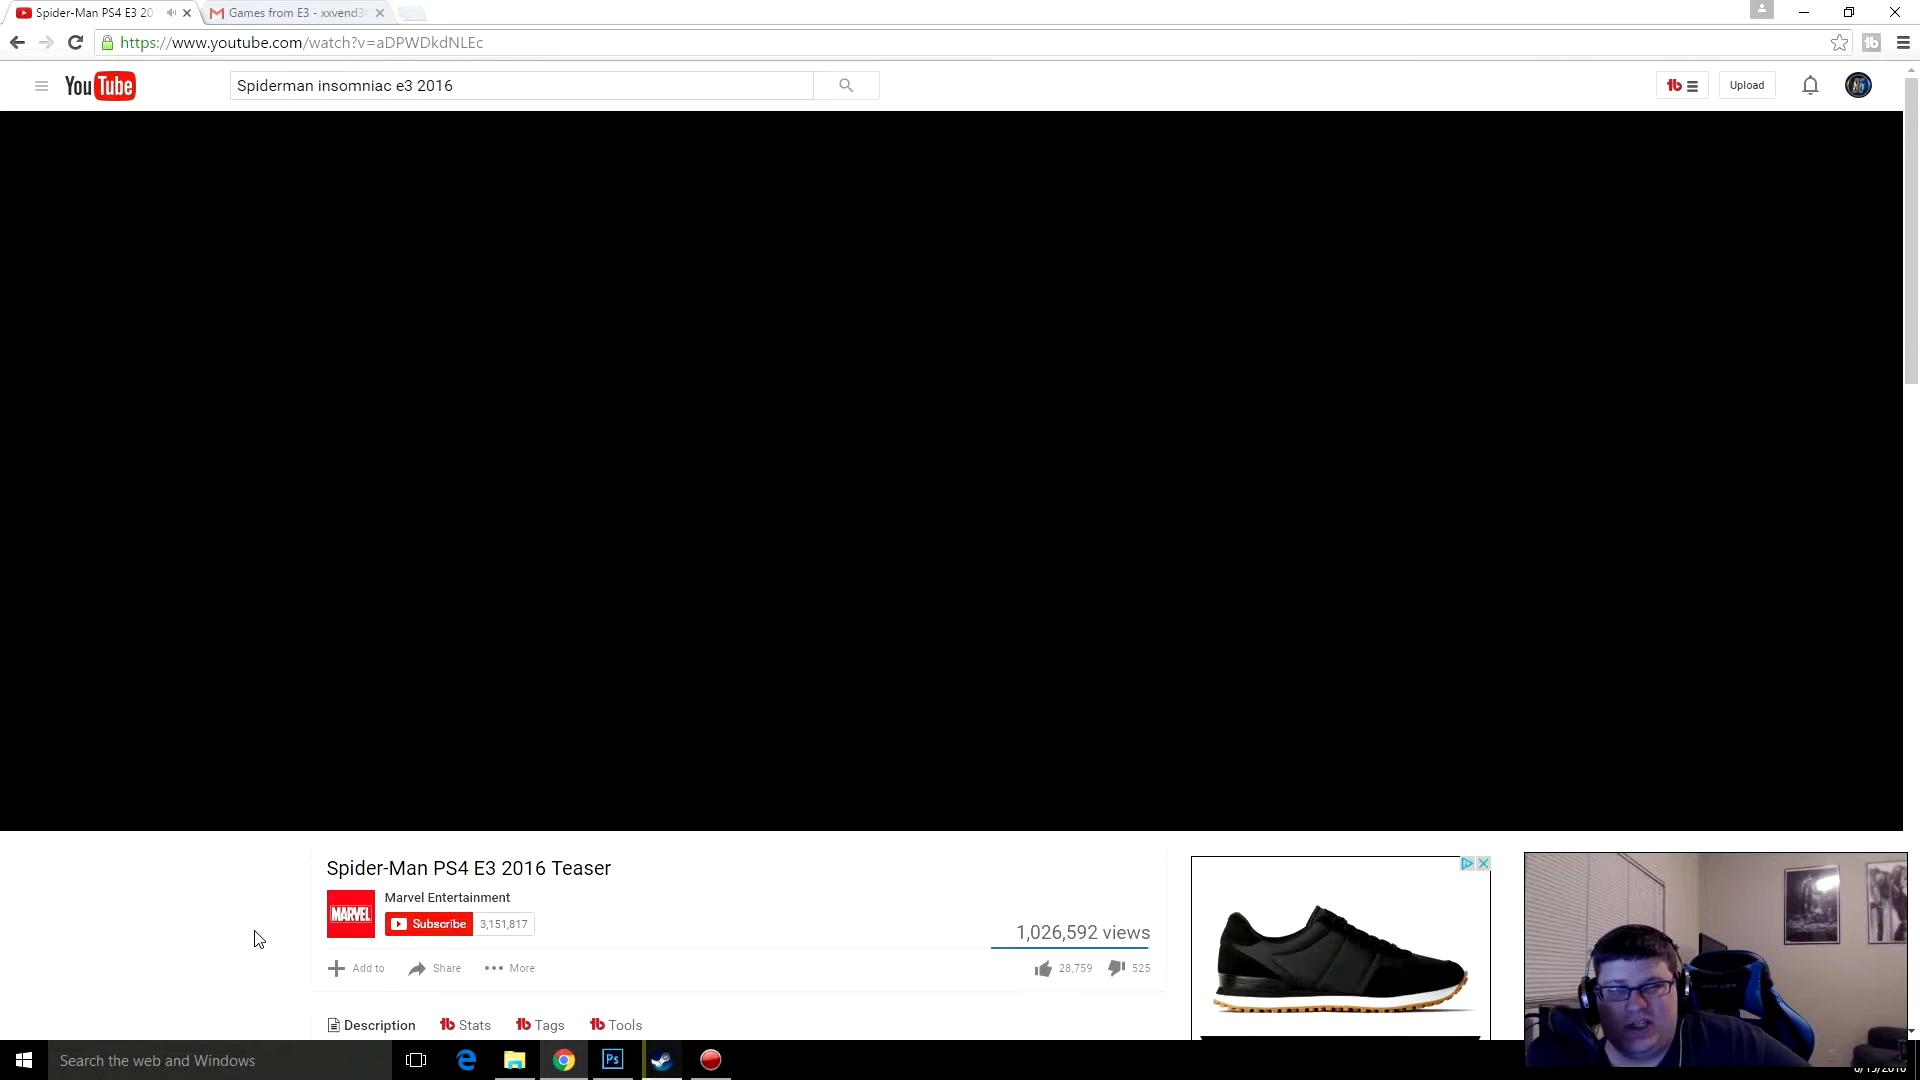 Spider-Man PS4 E3 20
Games from E3 - xxvend3
https://www.youtube.com/watch?v=aDPWDkdNLEc
YouTube
Spiderman insomniac e3 2016
Upload
Spider-Man PS4 E3 2016 Teaser
MARVEL
Marvel Entertainment
Subscribe 3,151,817
1,026,592 views
Add to
Share
More
28,759
525
Description
Stats
Tags
Tools
Search the web and Windows
Ps